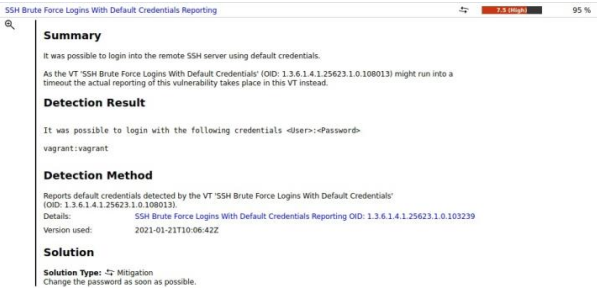 SSH Brute Force Logins With Default Credentials Reporting 7.5 (High) 95 %
Summary
It was possible to login into the remote SSH server using default credentials.
As the VT 'SSH Brute Force Logins With Default Credentials' (OID: 1.3.6.1.4.1.25623.1.0.108013) might run into a
timeout the actual reporting of this vulnerability takes place in this VT instead.
Detection Result
It was possible to login with the following credentials <User>:<Password>
vagrant:vagrant
Detection Method
Reports default credentials detected by the VT 'SSH Brute Force Logins With Default Credentials'
(OID: 1.3.6.1.4.1.25623.1.0.108013).
Details: SSH Brute Force Logins With Default Credentials Reporting OID: 1.3.6.1.4.1.25623.1.0.103239
Version used: 2021-01-21T10:06:42Z
Solution
Solution Type: Mitigation
Change the password as soon as possible.